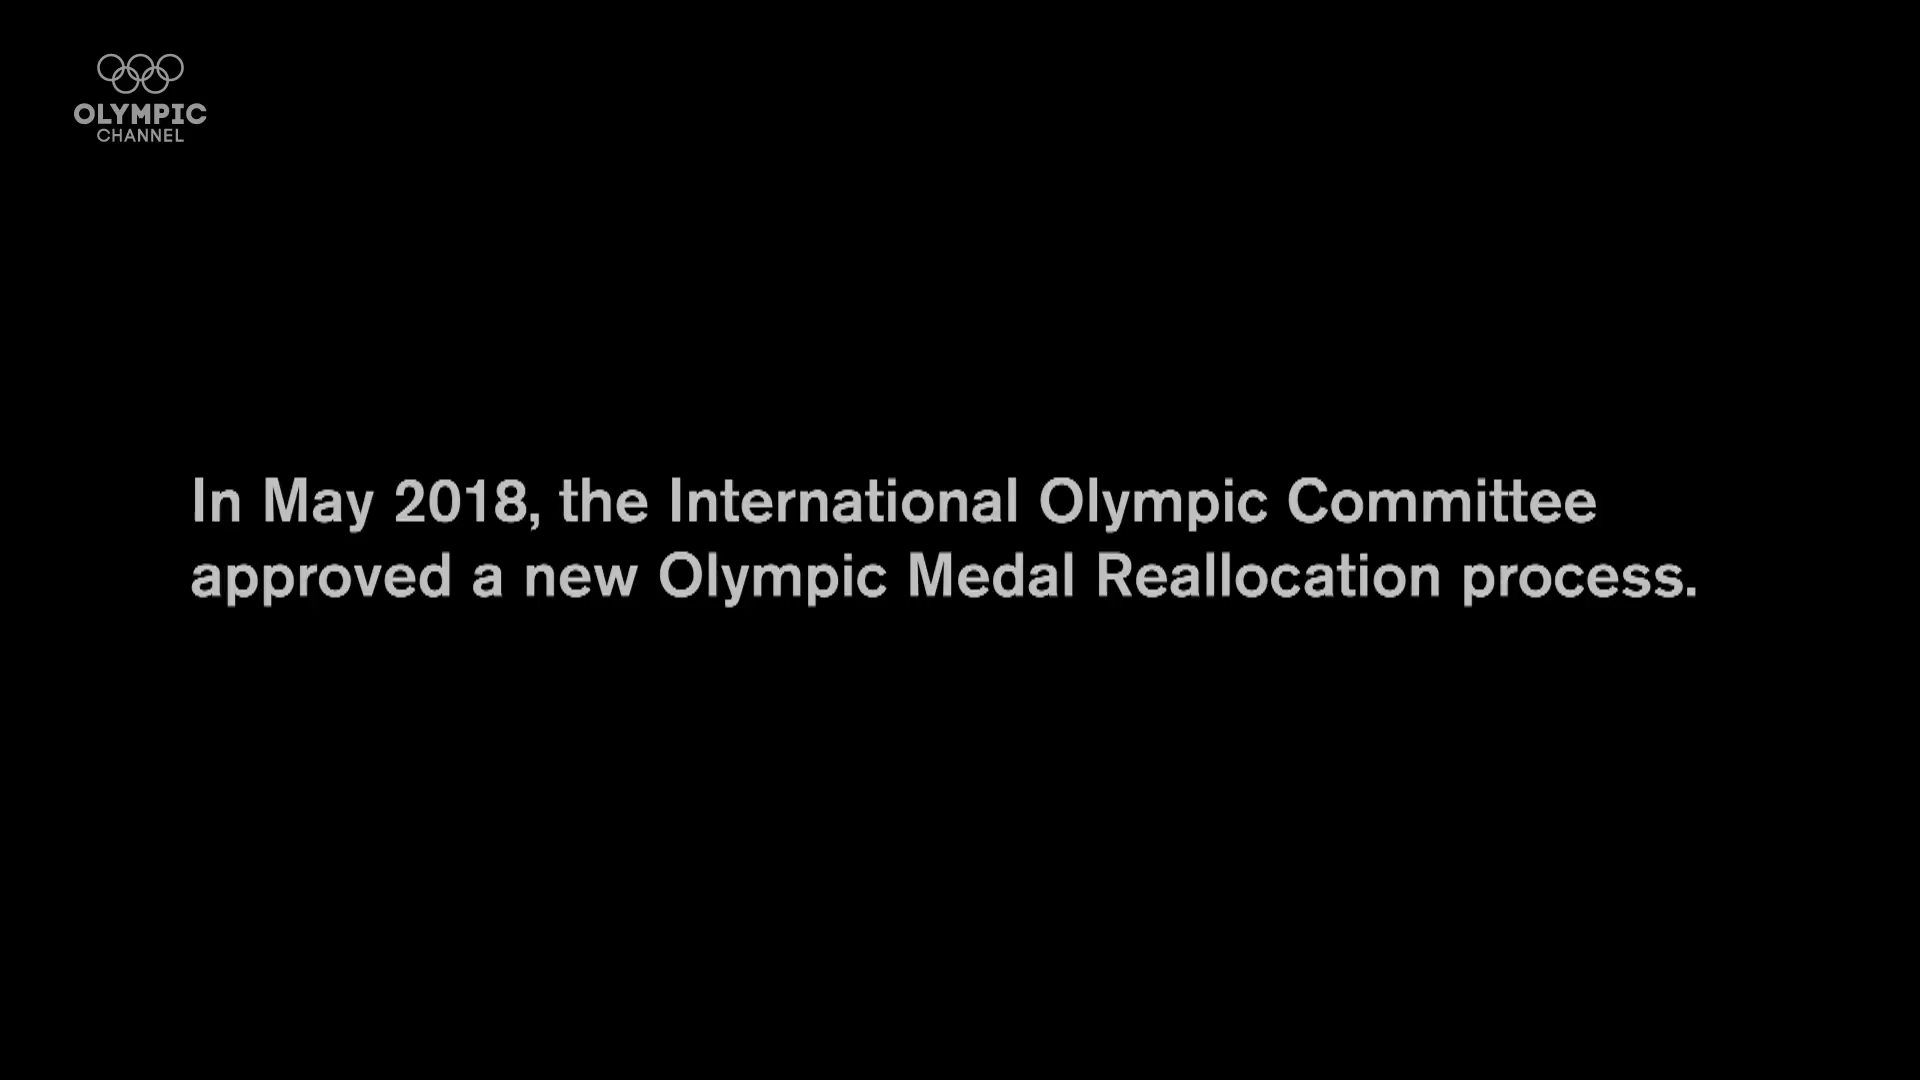 OLYMPIC
CHANNEL
In May 2018, the International Olympic Committee
approved a new Olympic Medal Reallocation process.